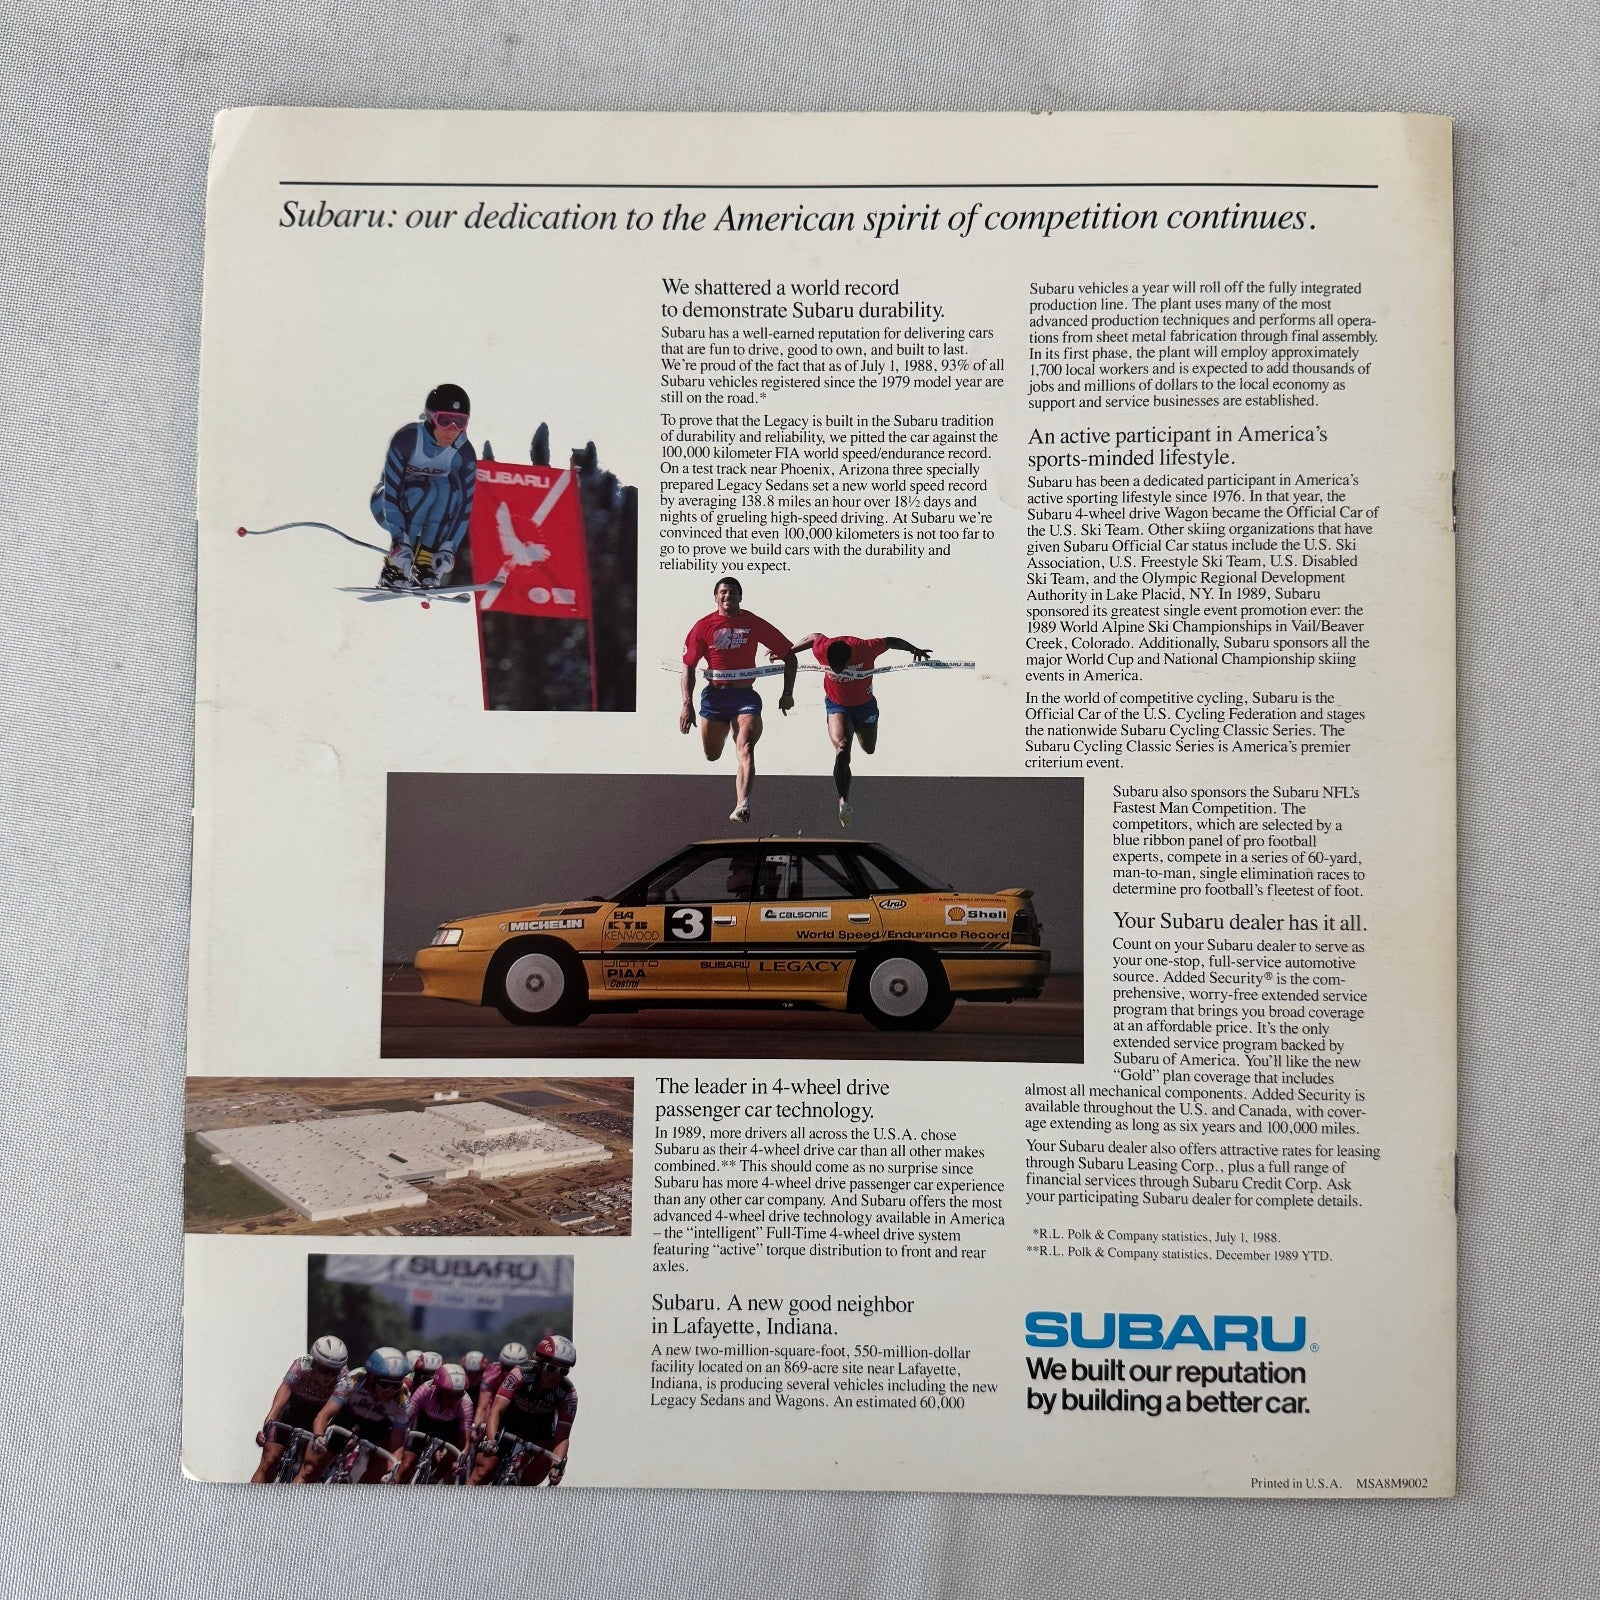 Subaru: our dedication to the American spirit of competition continues.
We shattered a world record
to demonstrate Subaru durability.
Subaru has a well-earned reputation for delivering cars
that are fun to drive, good to own, and built to last.
We're proud of the fact that as of July 1, 1988, 93% of all
Subaru vehicles registered since the 1979 model year are
still on the road.*
To prove that the Legacy is built in the Subaru tradition
of durability and reliability, we pitted the car against the
100,000 kilometer FIA world speed/endurance record.
On a test track near Phoenix, Arizona three specially
prepared Legacy Sedans set a new world speed record
by averaging 138.8 miles an hour over 18½ days and
nights of grueling high-speed driving. At Subaru we're
convinced that even 100,000 kilometers is not too far to
go to prove we build cars with the durability and
reliability you expect.
SUBARU
SUBARU
SUBARU
MICHELIN
KYB
KENWOOD
3
CALSONIC
Arai
Shell
World Speed/Endurance Record
JIOTTO
PIAA
Castrol
SUBARU LEGACY
The leader in 4-wheel drive
passenger car technology.
In 1989, more drivers all across the U.S.A. chose
Subaru as their 4-wheel drive car than all other makes
combined.** This should come as no surprise since
Subaru has more 4-wheel drive passenger car experience
than any other car company. And Subaru offers the most
advanced 4-wheel drive technology available in America
– the "intelligent" Full-Time 4-wheel drive system
featuring "active" torque distribution to front and rear
axles.
SUBARU
Subaru. A new good neighbor
in Lafayette, Indiana.
A new two-million-square-foot, 550-million-dollar
facility located on an 869-acre site near Lafayette,
Indiana, is producing several vehicles including the new
Legacy Sedans and Wagons. An estimated 60,000
Subaru vehicles a year will roll off the fully integrated
production line. The plant uses many of the most
advanced production techniques and performs all opera-
tions from sheet metal fabrication through final assembly.
In its first phase, the plant will employ approximately
1,700 local workers and is expected to add thousands of
jobs and millions of dollars to the local economy as
support and service businesses are established.
An active participant in America's
sports-minded lifestyle.
Subaru has been a dedicated participant in America's
active sporting lifestyle since 1976. In that year, the
Subaru 4-wheel drive Wagon became the Official Car of
the U.S. Ski Team. Other skiing organizations that have
given Subaru Official Car status include the U.S. Ski
Association, U.S. Freestyle Ski Team, U.S. Disabled
Ski Team, and the Olympic Regional Development
Authority in Lake Placid, NY. In 1989, Subaru
sponsored its greatest single event promotion ever: the
1989 World Alpine Ski Championships in Vail/Beaver
Creek, Colorado. Additionally, Subaru sponsors all the
major World Cup and National Championship skiing
events in America.
In the world of competitive cycling, Subaru is the
Official Car of the U.S. Cycling Federation and stages
the nationwide Subaru Cycling Classic Series. The
Subaru Cycling Classic Series is America's premier
criterium event.
Subaru also sponsors the Subaru NFL's
Fastest Man Competition. The
competitors, which are selected by a
blue ribbon panel of pro football
experts, compete in a series of 60-yard,
man-to-man, single elimination races to
determine pro football's fleetest of foot.
Your Subaru dealer has it all.
Count on your Subaru dealer to serve as
your one-stop, full-service automotive
source. Added Security® is the com-
prehensive, worry-free extended service
program that brings you broad coverage
at an affordable price. It's the only
extended service program backed by
Subaru of America. You'll like the new
"Gold" plan coverage that includes
almost all mechanical components. Added Security is
available throughout the U.S. and Canada, with cover-
age extending as long as six years and 100,000 miles.
Your Subaru dealer also offers attractive rates for leasing
through Subaru Leasing Corp., plus a full range of
financial services through Subaru Credit Corp. Ask
your participating Subaru dealer for complete details.
*R.L. Polk & Company statistics, July 1, 1988.
**R.L. Polk & Company statistics, December 1989 YTD.
SUBARU®
We built our reputation
by building a better car.
Printed in U.S.A. MSA8M9002